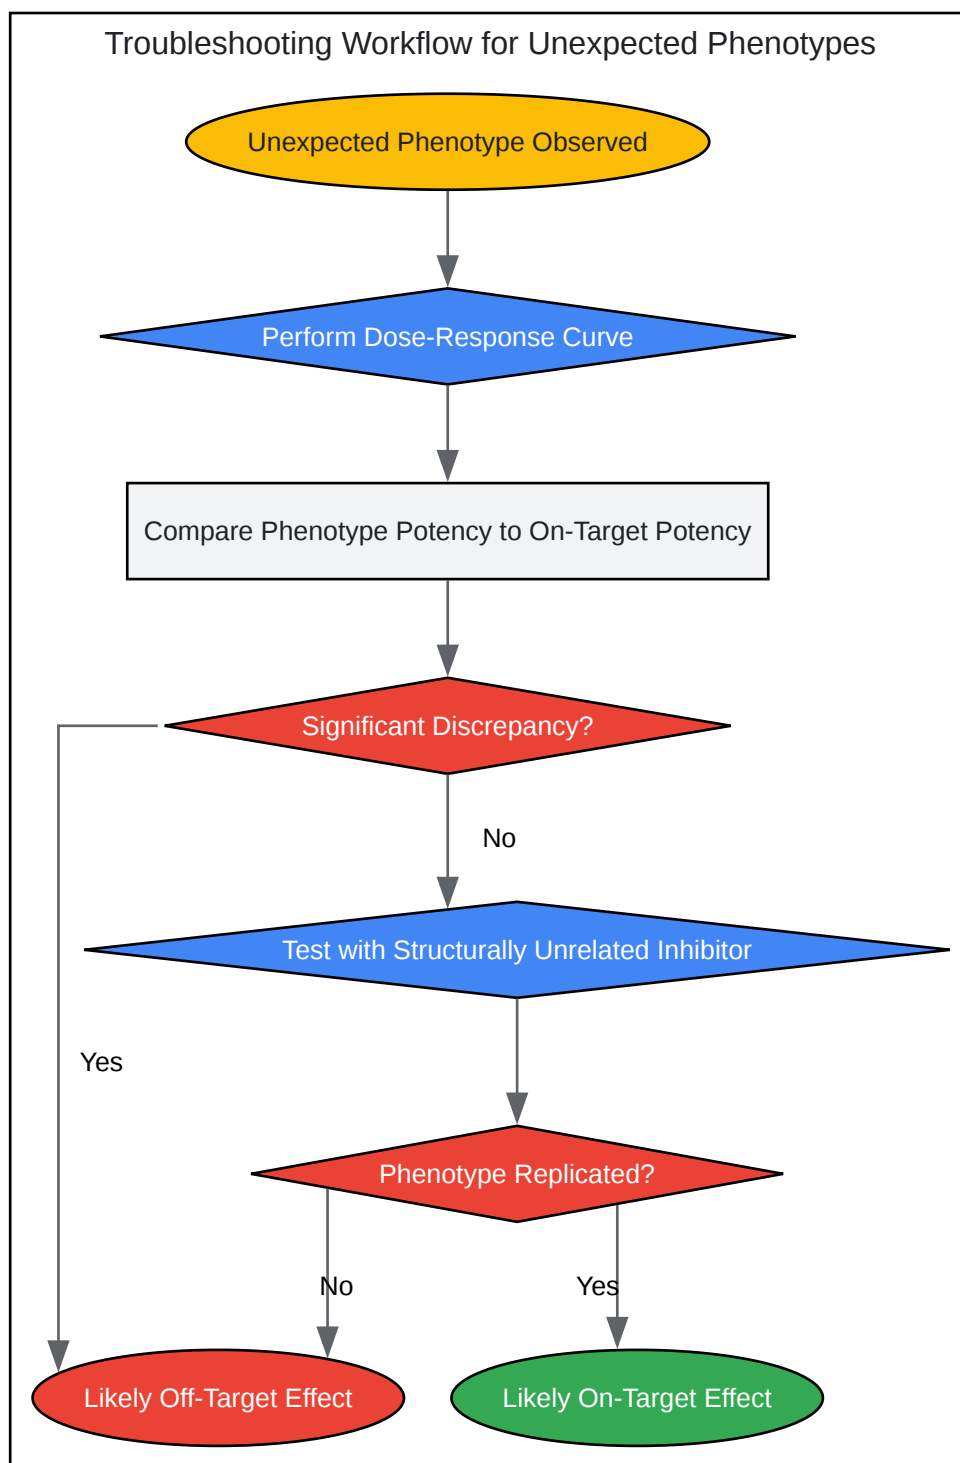 Troubleshooting Workflow for Unexpected Phenotypes
Unexpected Phenotype Observed
Perform Dose-Response Curve
Compare Phenotype Potency to On-Target Potency
Significant Discrepancy?
No
Test with Structurally Unrelated Inhibitor
Yes
Phenotype Replicated?
No
Yes
Likely Off-Target Effect
Likely On-Target Effect